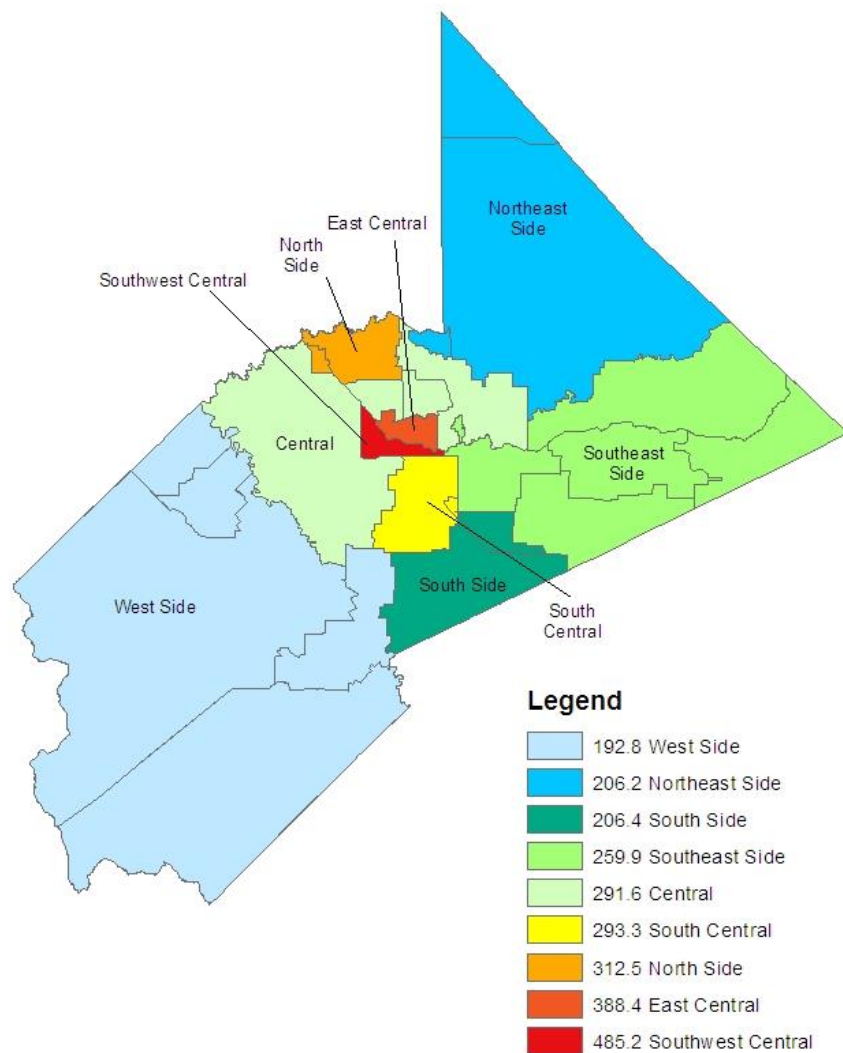 Northeast
Side
East Central
North
Side
Southwest Central
Central
Southeast
Side
West Side
South Side
South
Central
Legend
192.8 West Side
206.2 Northeast Side
206.4 South Side
259.9 Southeast Side
291.6 Central
293.3 South Central
312.5 North Side
388.4 East Central
485.2 Southwest Central